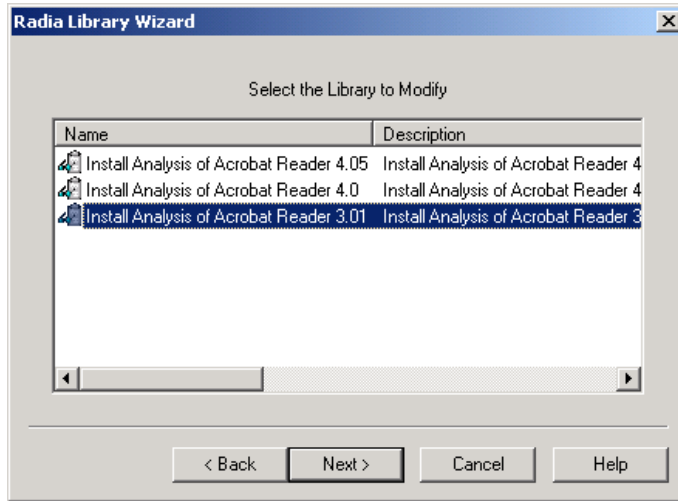 Radia Library Wizard
Select the Library to Modify
Name Description
Install Analysis of Acrobat Reader 4.05 Install Analysis of Acrobat Reader 4
Install Analysis of Acrobat Reader 4.0 Install Analysis of Acrobat Reader 4
Install Analysis of Acrobat Reader 3.01 Install Analysis of Acrobat Reader 3
< Back Next > Cancel Help